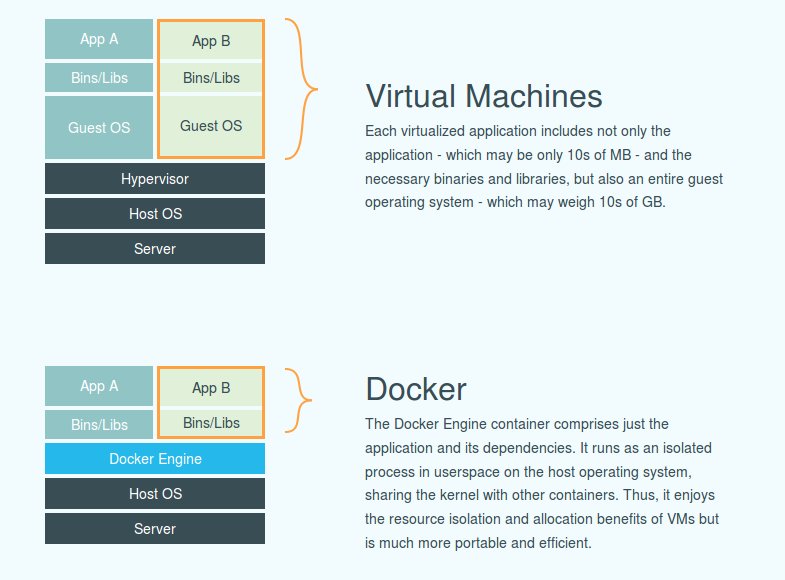 App A
App B
Bins/Libs
Bins/Libs
Guest OS
Guest OS
Hypervisor
Host OS
Server
Virtual Machines
Each virtualized application includes not only the
application - which may be only 10s of MB - and the
necessary binaries and libraries, but also an entire guest
operating system - which may weigh 10s of GB.
App A
App B
Bins/Libs
Bins/Libs
Docker Engine
Host OS
Server
Docker
The Docker Engine container comprises just the
application and its dependencies. It runs as an isolated
process in userspace on the host operating system,
sharing the kernel with other containers. Thus, it enjoys
the resource isolation and allocation benefits of VMs but
is much more portable and efficient.